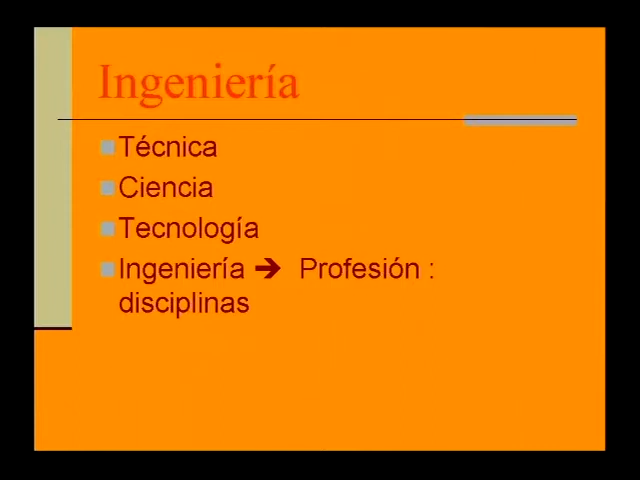 Ingeniería
Técnica
Ciencia
Tecnología
Ingeniería ➔ Profesión :
disciplinas